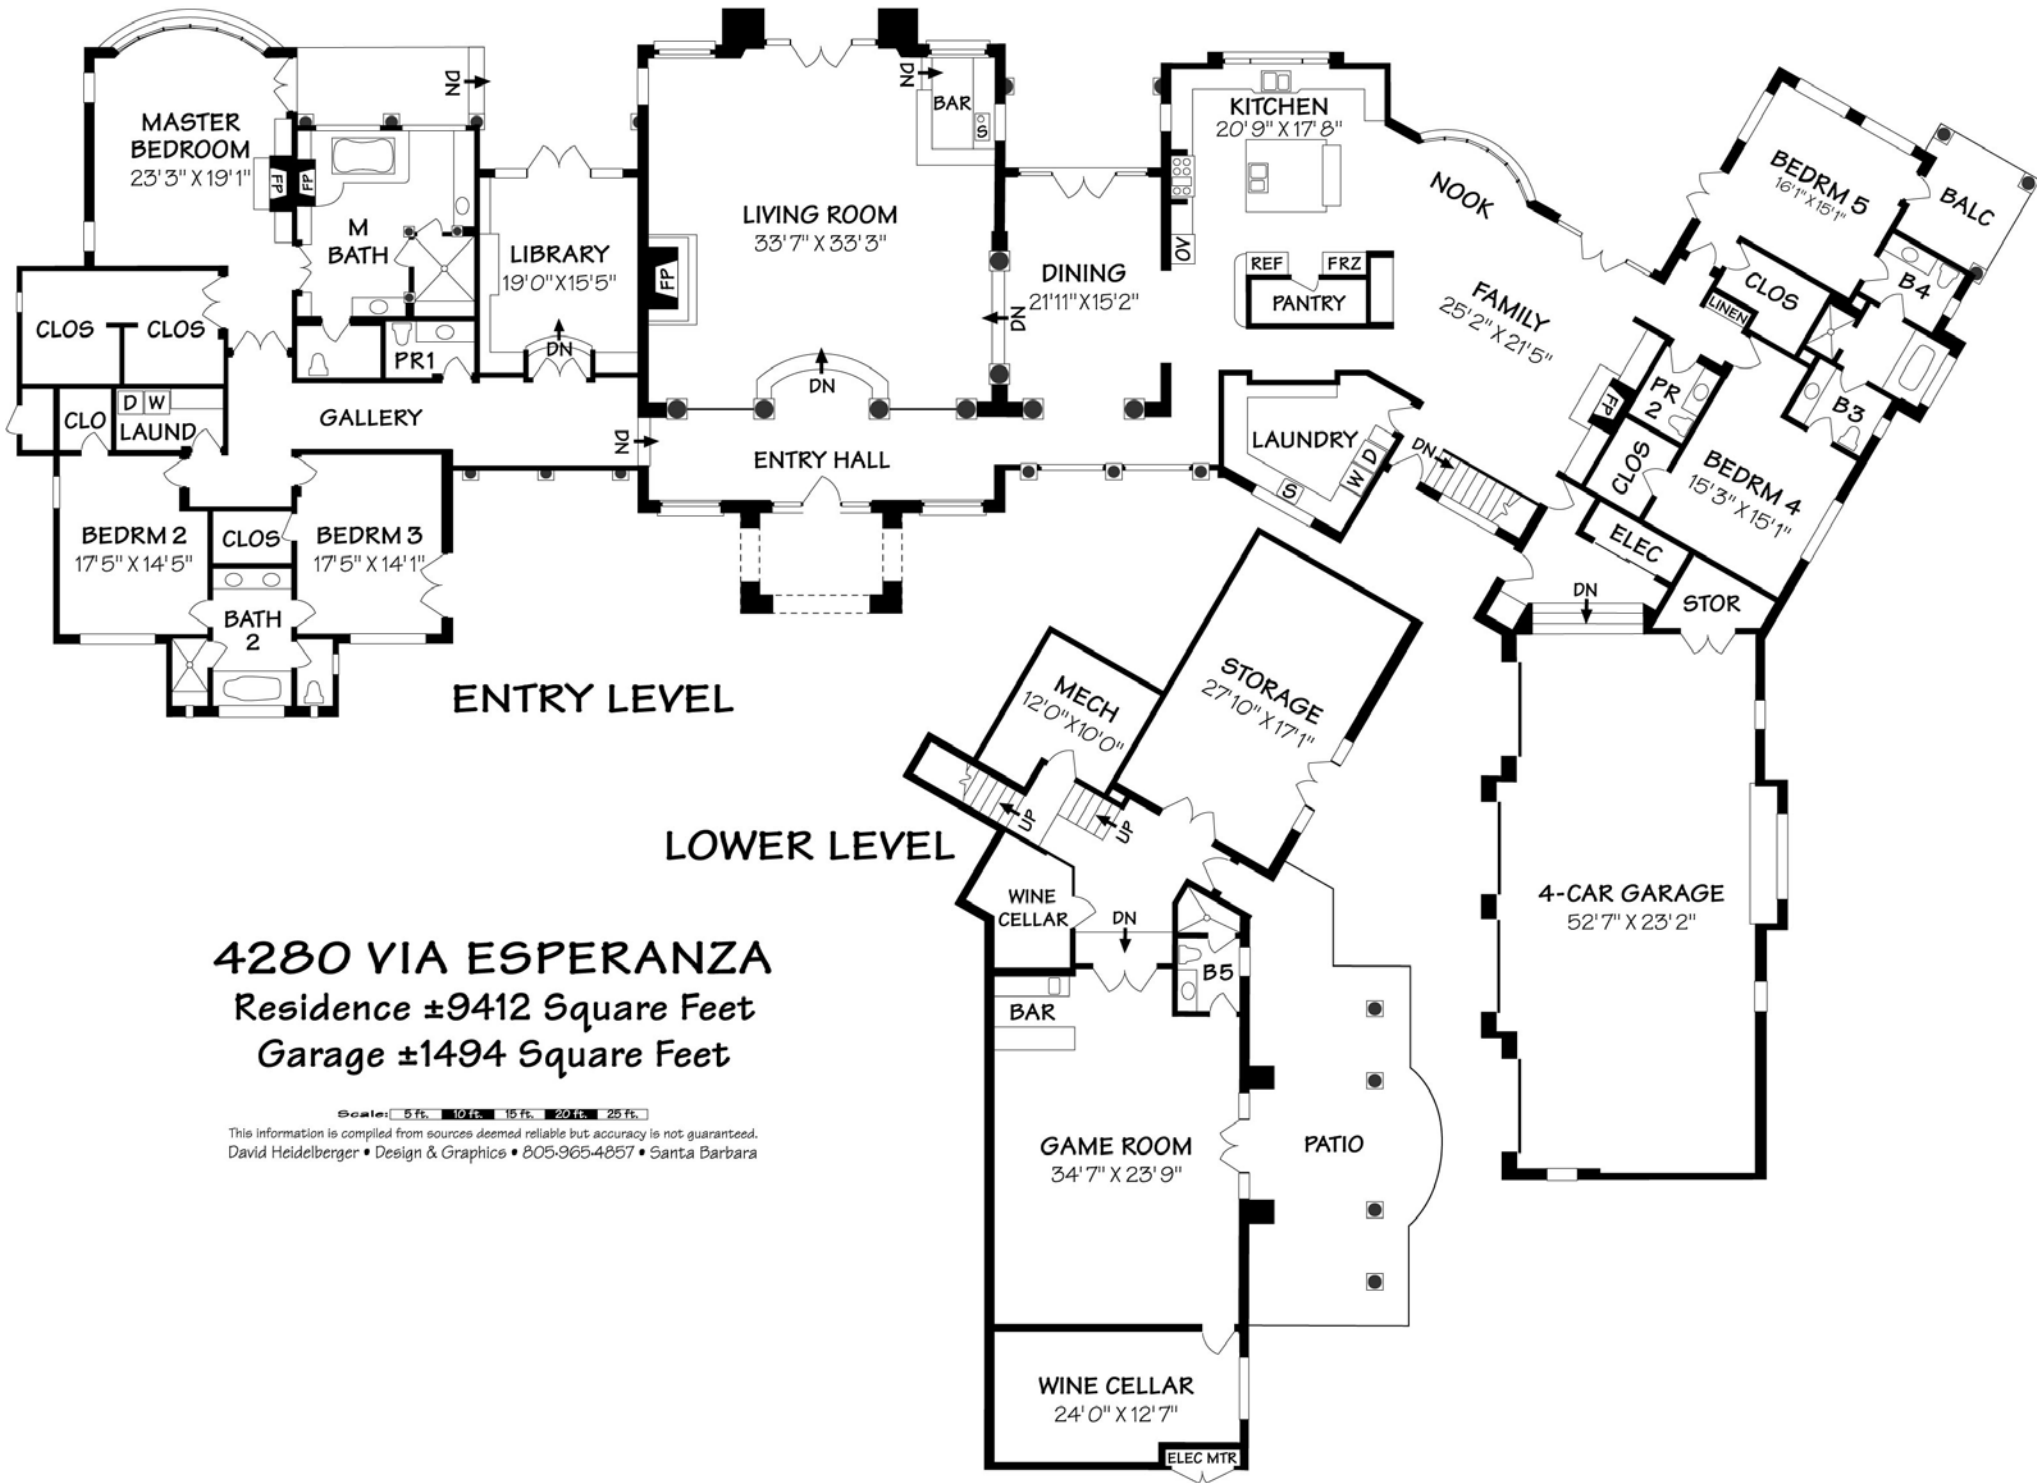 MASTER
BEDROOM
23'3" X 19'1"
FP
FP
DN
M
BATH
CLOS
CLOS
PR1
LIBRARY
19'0" X 15'5"
DN
LIVING ROOM
33'7" X 33'3"
FP
DN
DN
BAR
S
DINING
21'11" X 15'2"
DN
KITCHEN
20'9" X 17'8"
OV
REF
FRZ
PANTRY
NOOK
FAMILY
25'2" X 21'5"
FP
BEDRM 5
16'1" X 15'1"
BALC
CLOS
LINEN
B4
B3
PR
2
CLOS
BEDRM 4
15'3" X 15'1"
ELEC
STOR
DN
CLO
D W
LAUND
GALLERY
DN
ENTRY HALL
LAUNDRY
D
W
S
DN
BEDRM 2
17'5" X 14'5"
CLOS
BEDRM 3
17'5" X 14'1"
BATH
2
ENTRY LEVEL
STORAGE
27'10" X 17'1"
MECH
12'0" X 10'0"
UP
UP
LOWER LEVEL
WINE
CELLAR
DN
B5
BAR
4-CAR GARAGE
52'7" X 23'2"
GAME ROOM
34'7" X 23'9"
PATIO
WINE CELLAR
24'0" X 12'7"
ELEC MTR
4280 VIA ESPERANZA
Residence ±9412 Square Feet
Garage ±1494 Square Feet
Scale: 5 ft. 10 ft. 15 ft. 20 ft. 25 ft.
This information is compiled from sources deemed reliable but accuracy is not guaranteed.
David Heidelberger • Design & Graphics • 805•965•4857 • Santa Barbara